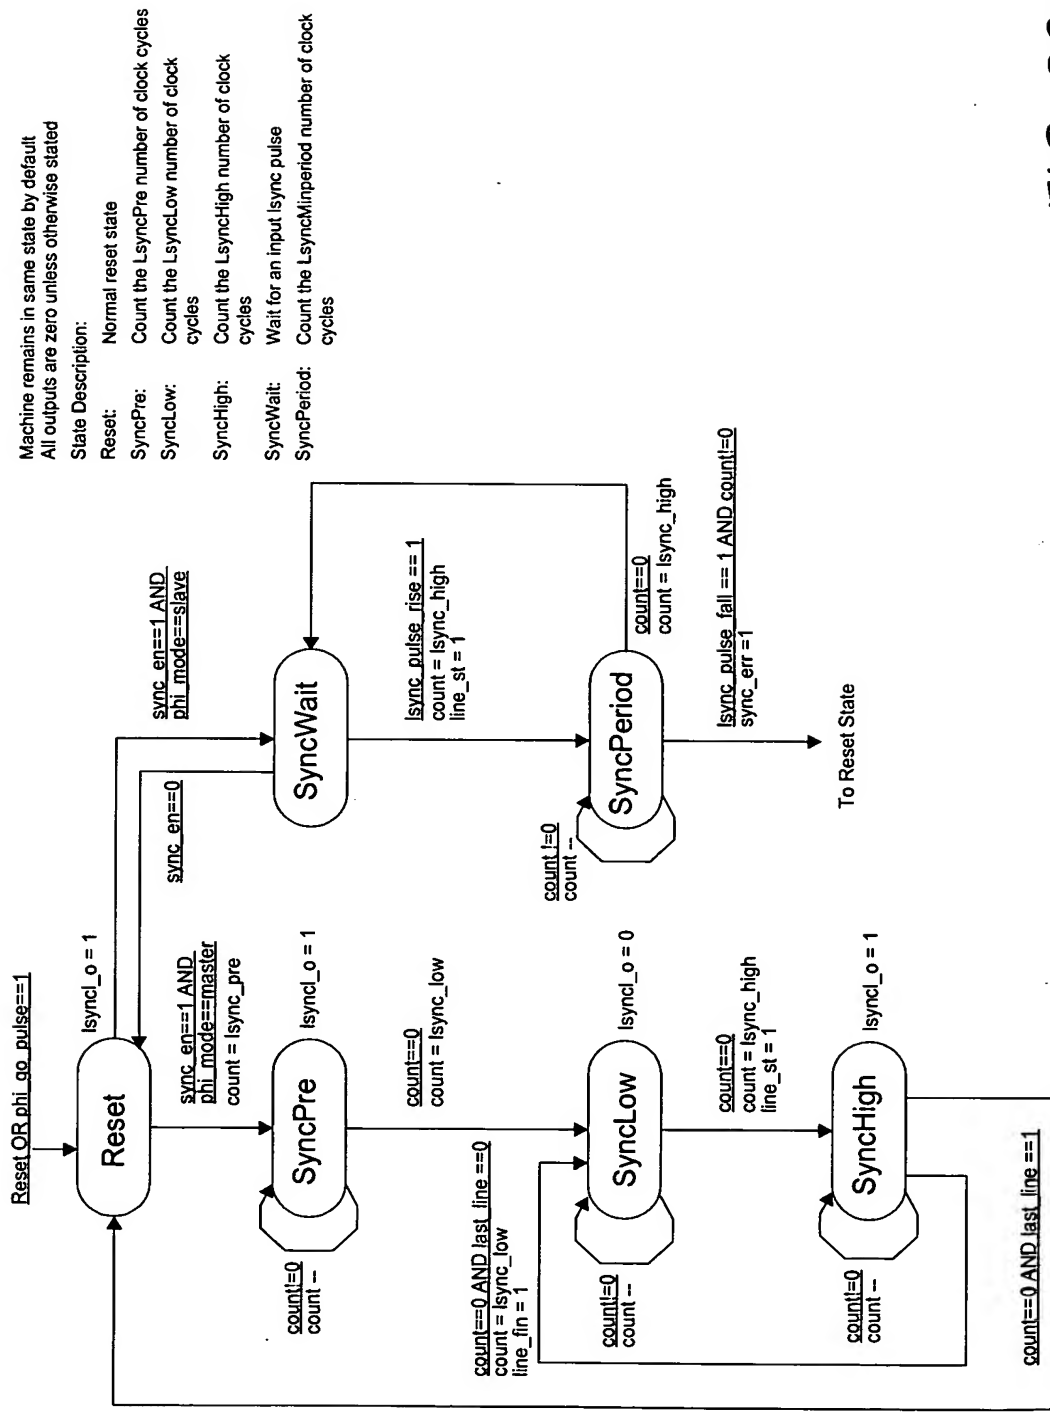 Machine remains in same state by default
All outputs are zero unless otherwise stated
State Description:
Reset: Normal reset state
SyncPre: Count the LsyncPre number of clock cycles
SyncLow: Count the LsyncLow number of clock
cycles
SyncHigh: Count the LsyncHigh number of clock
cycles
SyncWait: Wait for an input lsync pulse
SyncPeriod: Count the LsyncMinperiod number of clock
cycles
Reset OR phi_go_pulse==1
Reset
lsyncl_o = 1
sync_en==1 AND
phi_mode==slave
sync_en==0
sync_en==1 AND
phi_mode==master
count = lsync_pre
SyncPre
lsyncl_o = 1
count!=0
count --
count==0
count = lsync_low
SyncWait
lsync_pulse_rise == 1
count = lsync_high
line_st = 1
SyncPeriod
count !=0
count --
count==0
count = lsync_high
lsync_pulse_fall == 1 AND count!=0
sync_err =1
To Reset State
count==0 AND last_line ==0
count = lsync_low
line_fin = 1
SyncLow
lsyncl_o = 0
count!=0
count --
count==0
count = lsync_high
line_st = 1
SyncHigh
lsyncl_o = 1
count!=0
count --
count==0 AND last_line ==1